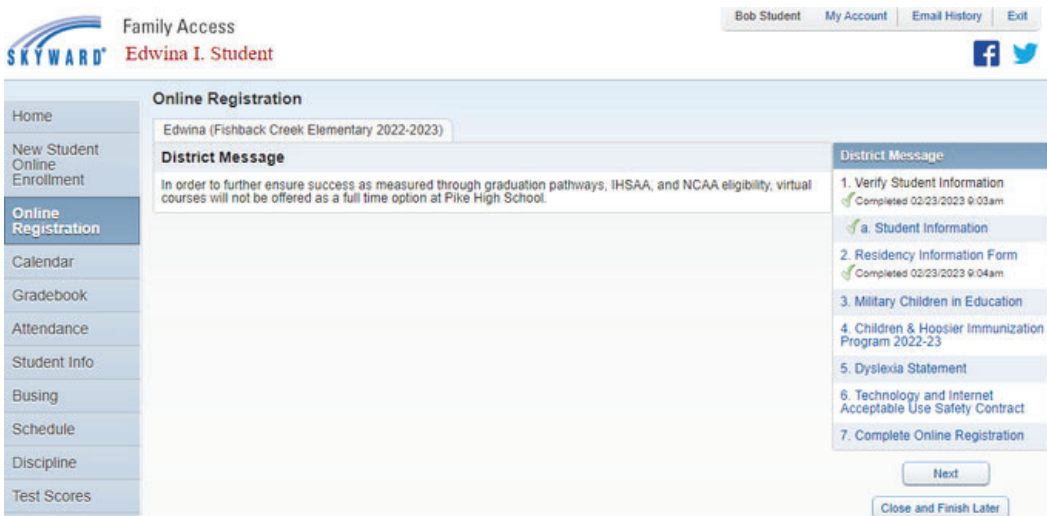 Bob Student My Account Email History Exit
SKYWARD®
Family Access
Edwina I. Student
Home
New Student
Online
Enrollment
Online
Registration
Calendar
Gradebook
Attendance
Student Info
Busing
Schedule
Discipline
Test Scores
Online Registration
Edwina (Fishback Creek Elementary 2022-2023)
District Message
In order to further ensure success as measured through graduation pathways, IHSAA, and NCAA eligibility, virtual
courses will not be offered as a full time option at Pike High School.
District Message
1. Verify Student Information
Completed 02/23/2023 9:03am
a. Student Information
2. Residency Information Form
Completed 02/23/2023 9:04am
3. Military Children in Education
4. Children & Hoosier Immunization
Program 2022-23
5. Dyslexia Statement
6. Technology and Internet
Acceptable Use Safety Contract
7. Complete Online Registration
Next
Close and Finish Later